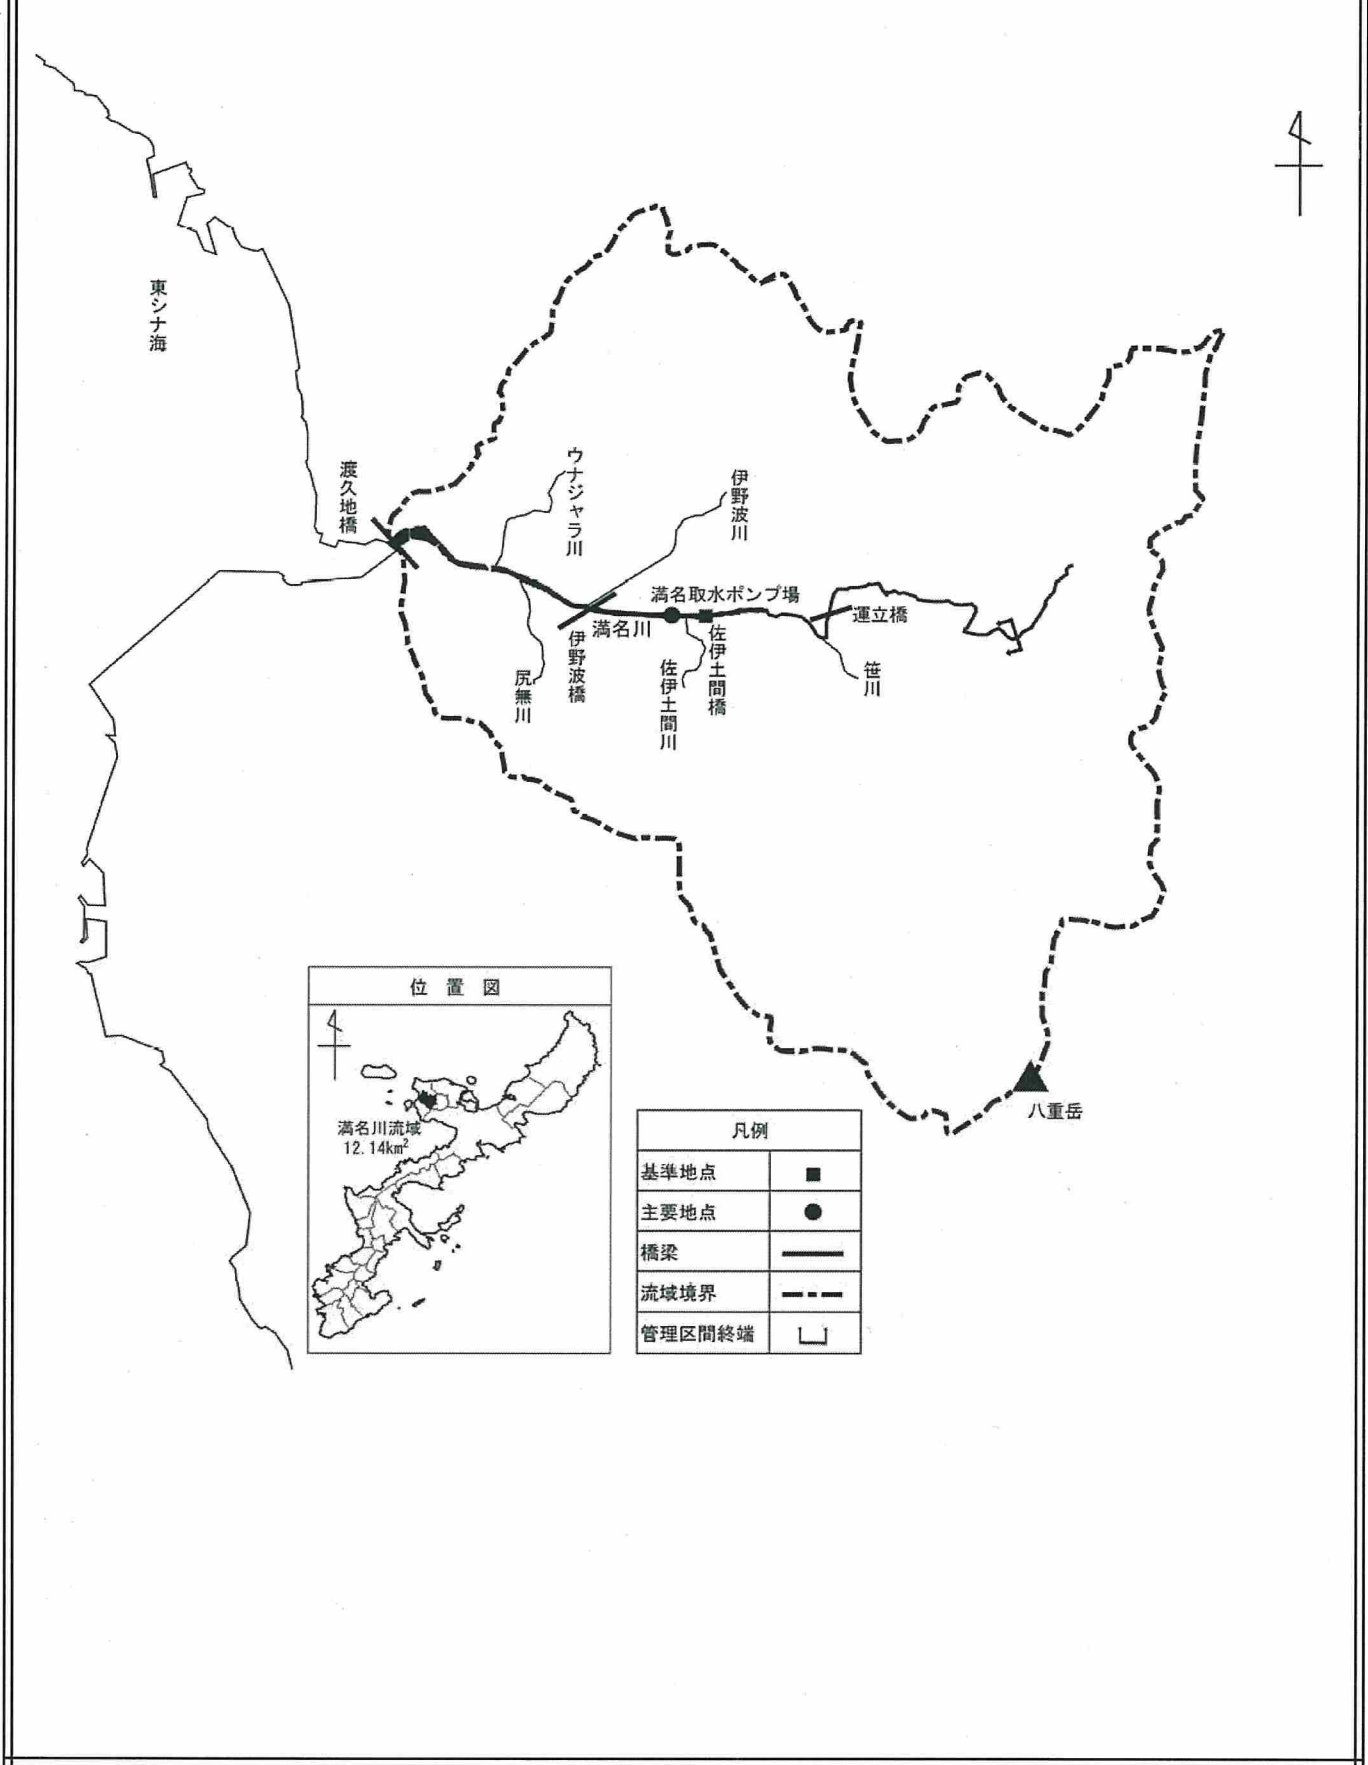 東シナ海
渡久地橋
ウナジャラ川
伊野波川
満名取水ポンプ場
満名川
運立橋
伊野波橋
尻無川
佐伊土間川
佐伊土間橋
笹川
八重岳
位置図
満名川流域
12.14km²
凡例
基準地点
主要地点
橋梁
流域境界
管理区間終端